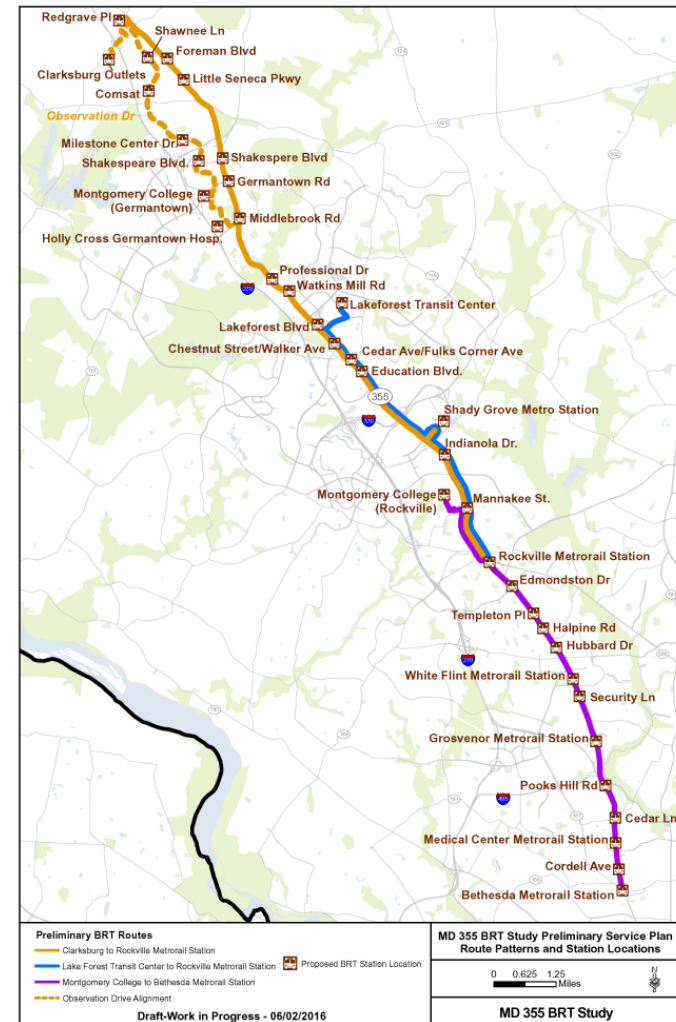 Redgrave Pl
Shawnee Ln
Foreman Blvd
Clarksburg Outlets
Little Seneca Pkwy
Comsat
Observation Dr
Milestone Center Dr.
Shakespeare Blvd.
Shakespere Blvd
Germantown Rd
Montgomery College
(Germantown)
Middlebrook Rd
Holly Cross Germantown Hosp.
Professional Dr
Watkins Mill Rd
Lakeforest Transit Center
Lakeforest Blvd
Chestnut Street/Walker Ave
Cedar Ave/Fulks Corner Ave
Education Blvd.
355
Shady Grove Metro Station
Indianola Dr.
Montgomery College
(Rockville)
Mannakee St.
Rockville Metrorail Station
Edmondston Dr
Templeton Pl
Halpine Rd
Hubbard Dr
White Flint Metrorail Station
Security Ln
Grosvenor Metrorail Station
Pooks Hill Rd
Cedar Ln
Medical Center Metrorail Station
Cordell Ave
Bethesda Metrorail Station
Preliminary BRT Routes
Clarksburg to Rockville Metrorail Station
Lake Forest Transit Center to Rockville Metrorail Station
Proposed BRT Station Location
Montgomery College to Bethesda Metrorail Station
Observation Drive Alignment
Draft-Work in Progress - 06/02/2016
MD 355 BRT Study Preliminary Service Plan
Route Patterns and Station Locations
0 0.625 1.25
Miles
N
MD 355 BRT Study